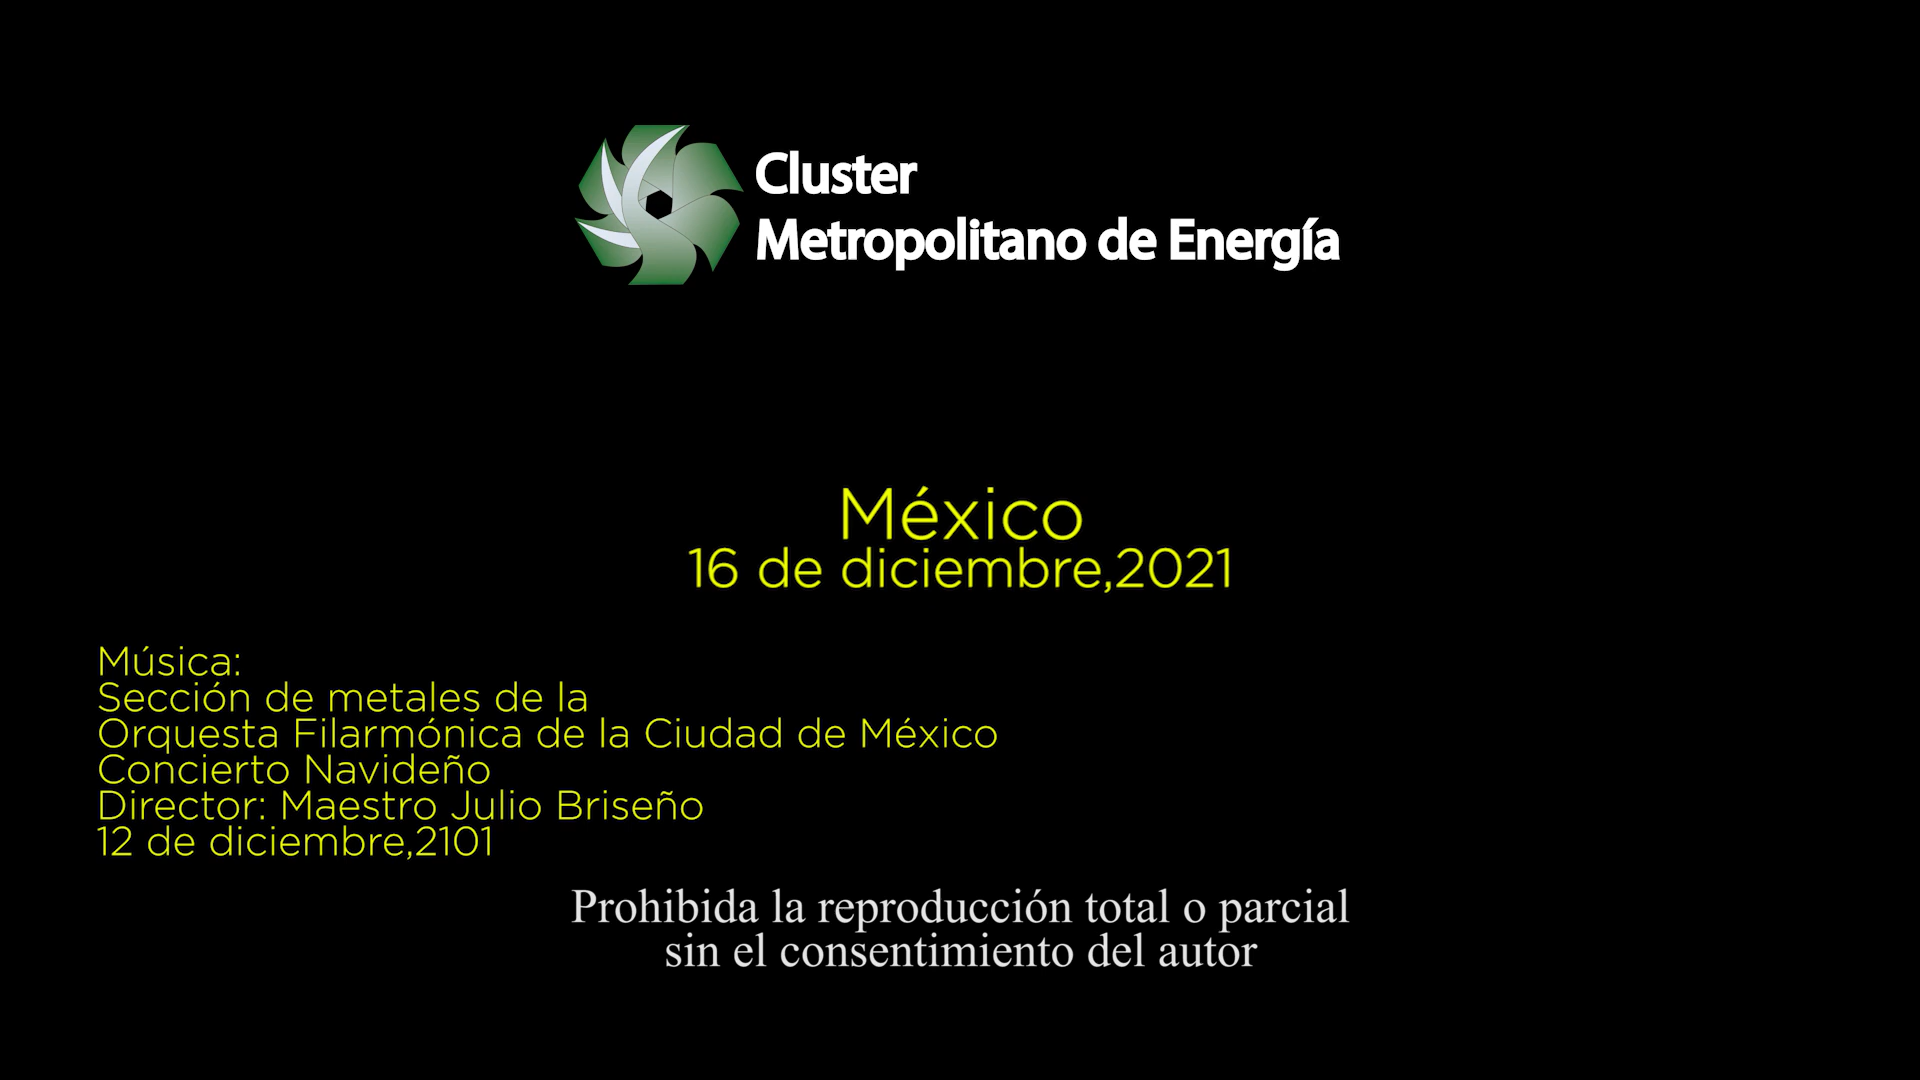 Cluster
Metropolitano de Energía
México
16 de diciembre,2021
Música:
Sección de metales de la
Orquesta Filarmónica de la Ciudad de México
Concierto Navideño
Director: Maestro Julio Briseño
12 de diciembre,2101
Prohibida la reproducción total o parcial
sin el consentimiento del autor